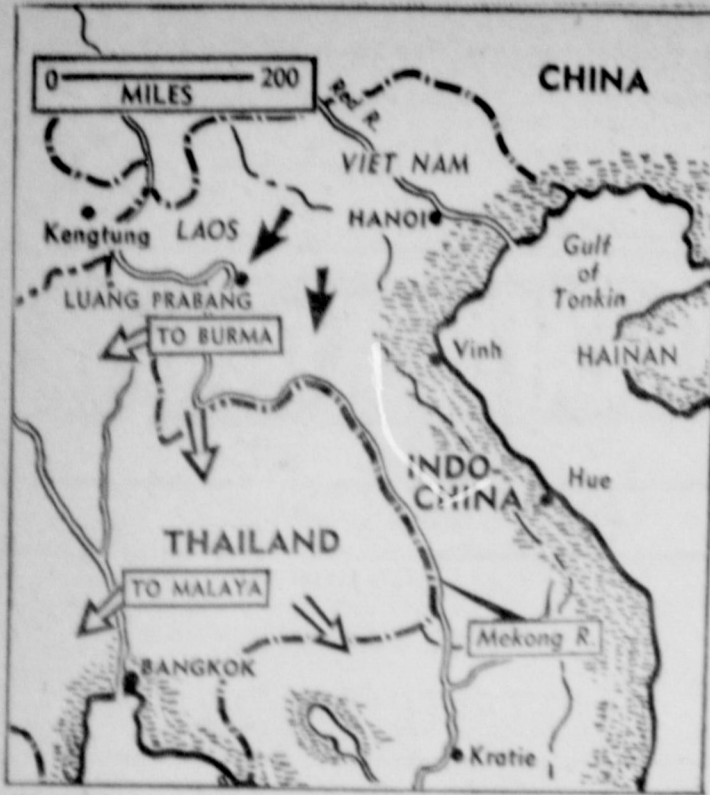 0 200
MILES
CHINA
Red R.
VIET NAM
HANOI
Kengtung
LAOS
Gulf
of
Tonkin
LUANG PRABANG
TO BURMA
Vinh
HAINAN
INDO-
CHINA
Hue
THAILAND
TO MALAYA
Mekong R.
BANGKOK
Kratie